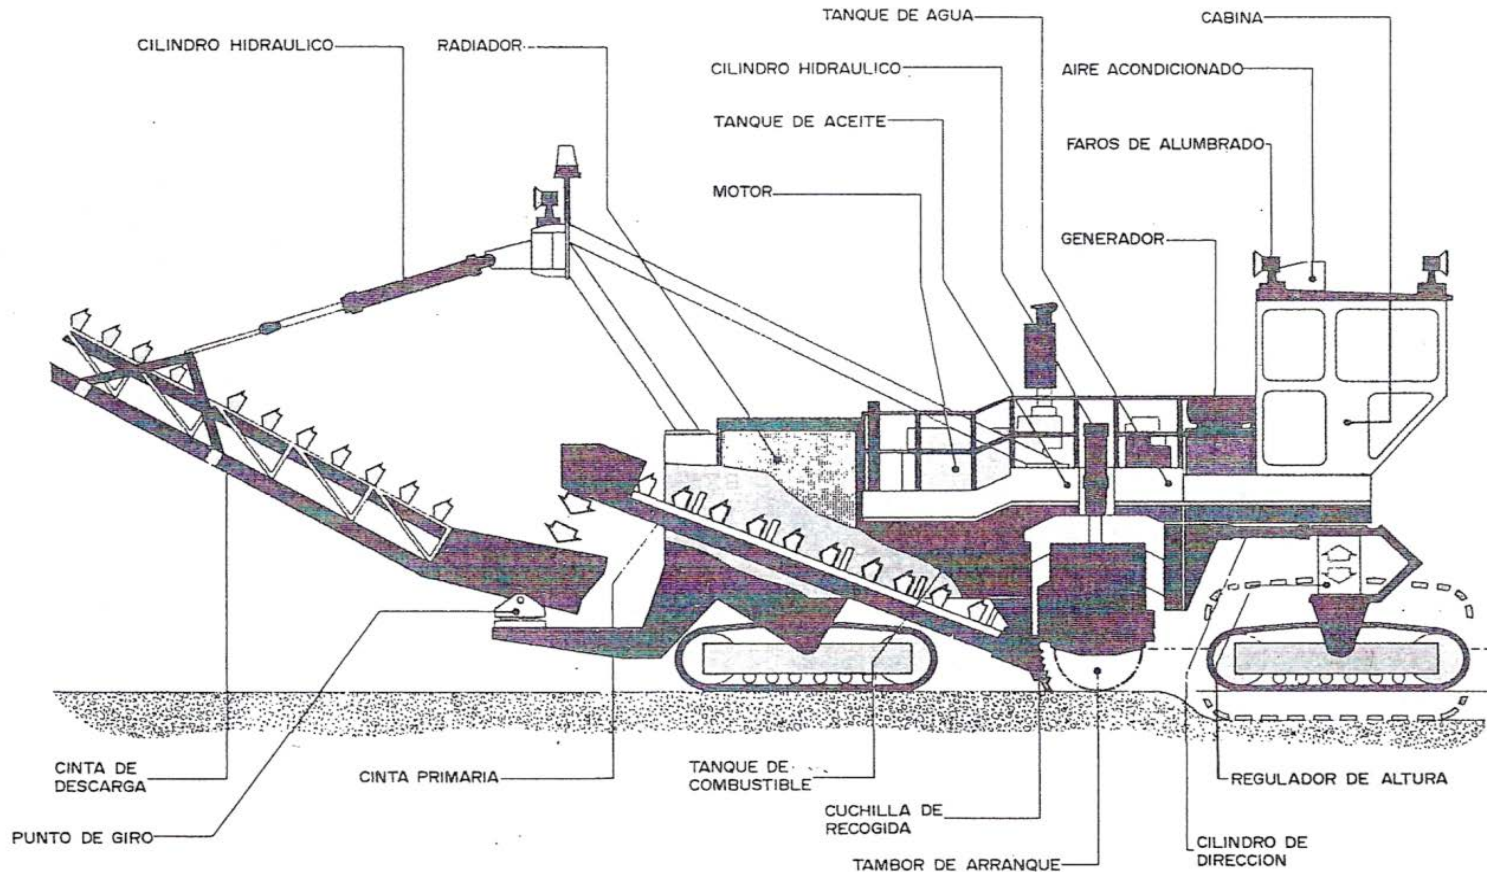 TANQUE DE AGUA
CABINA
CILINDRO HIDRAULICO
RADIADOR
CILINDRO HIDRAULICO
AIRE ACONDICIONADO
TANQUE DE ACEITE
FAROS DE ALUMBRADO
MOTOR
GENERADOR
CINTA DE
DESCARGA
CINTA PRIMARIA
TANQUE DE
COMBUSTIBLE
REGULADOR DE ALTURA
CUCHILLA DE
RECOGIDA
PUNTO DE GIRO
CILINDRO DE
DIRECCION
TAMBOR DE ARRANQUE